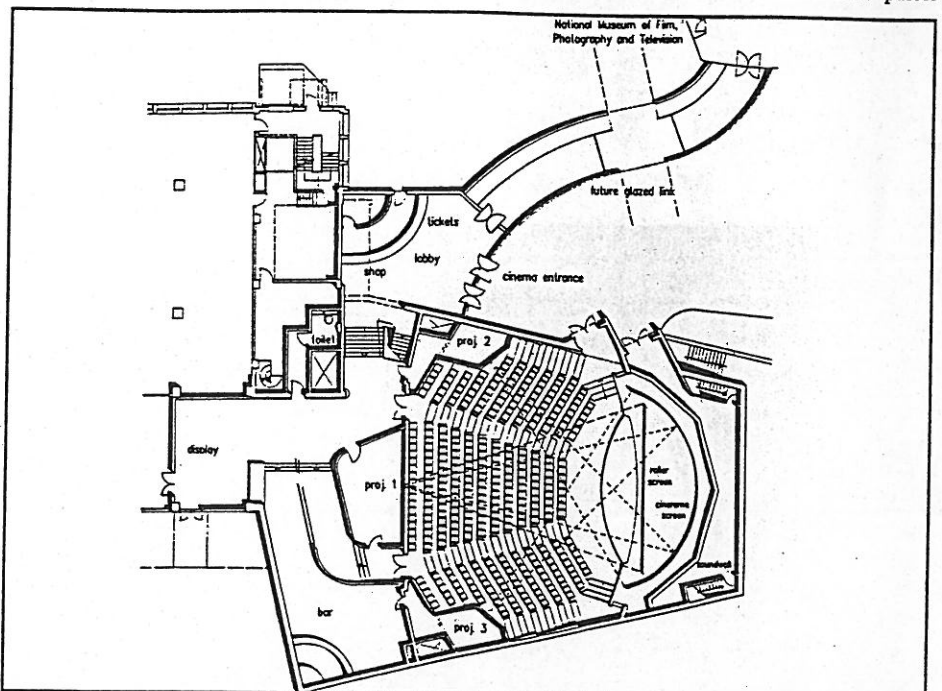 National Museum of Film,
Photography and Television
future glazed link
tickets
lobby
shop
cinema entrance
toilet
proj. 2
display
proj. 1
roller
screen
cinerama
screen
soundwall
bar
proj. 3